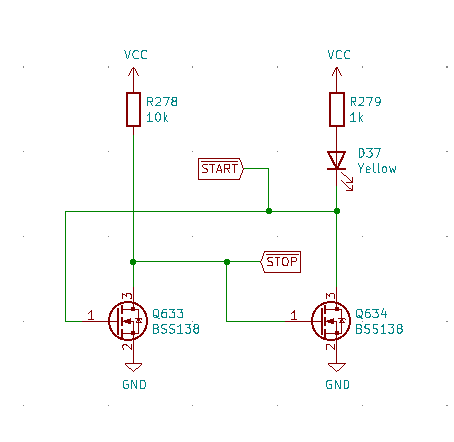 VCC
VCC
R278
10k
R279
1k
D37
Yellow
START
STOP
3
3
1
Q633
BSS138
1
Q634
BSS138
2
2
GND
GND